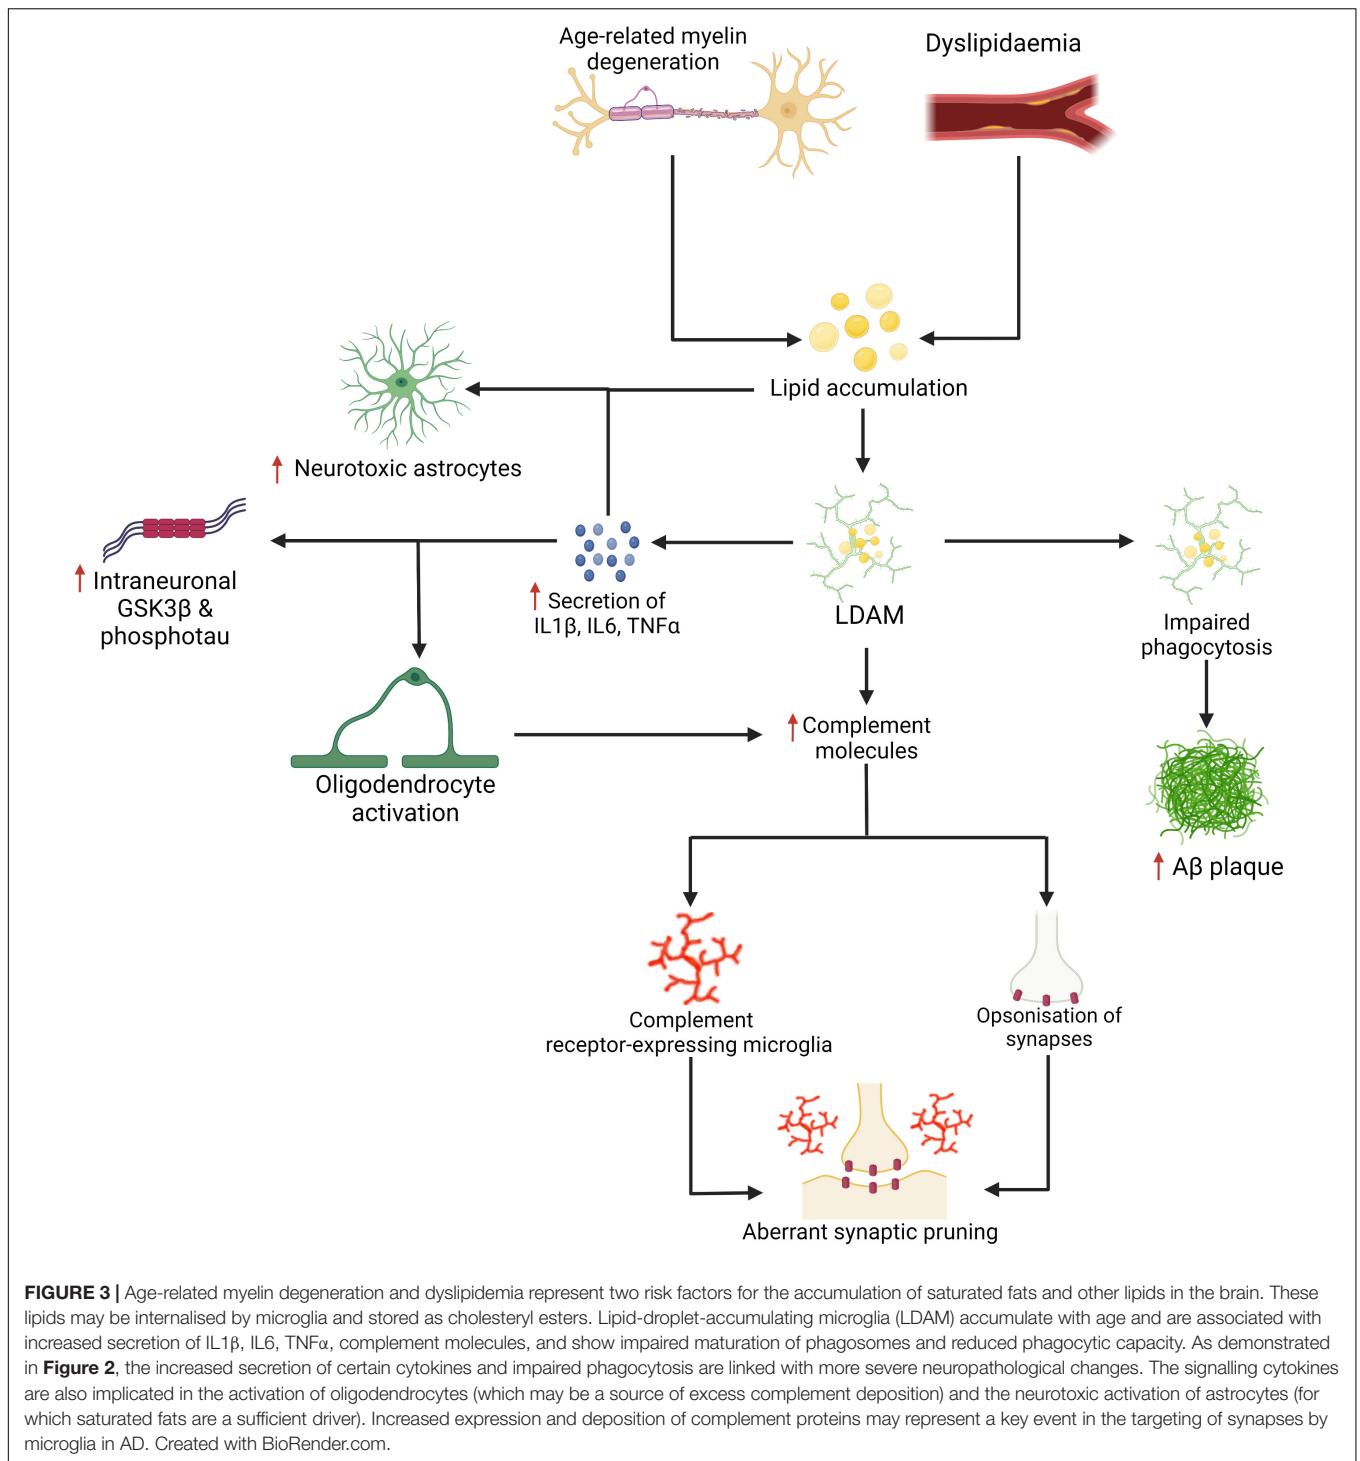 Age-related myelin
degeneration
Dyslipidaemia
Lipid accumulation
Neurotoxic astrocytes
Intraneuronal
GSK3β &
phosphotau
Secretion of
IL1β, IL6, TNFα
LDAM
Impaired
phagocytosis
Oligodendrocyte
activation
Complement
molecules
Aβ plaque
Complement
receptor-expressing microglia
Opsonisation of
synapses
Aberrant synaptic pruning
FIGURE 3 | Age-related myelin degeneration and dyslipidemia represent two risk factors for the accumulation of saturated fats and other lipids in the brain. These
lipids may be internalised by microglia and stored as cholesteryl esters. Lipid-droplet-accumulating microglia (LDAM) accumulate with age and are associated with
increased secretion of IL1β, IL6, TNFα, complement molecules, and show impaired maturation of phagosomes and reduced phagocytic capacity. As demonstrated
in Figure 2, the increased secretion of certain cytokines and impaired phagocytosis are linked with more severe neuropathological changes. The signalling cytokines
are also implicated in the activation of oligodendrocytes (which may be a source of excess complement deposition) and the neurotoxic activation of astrocytes (for
which saturated fats are a sufficient driver). Increased expression and deposition of complement proteins may represent a key event in the targeting of synapses by
microglia in AD. Created with BioRender.com.